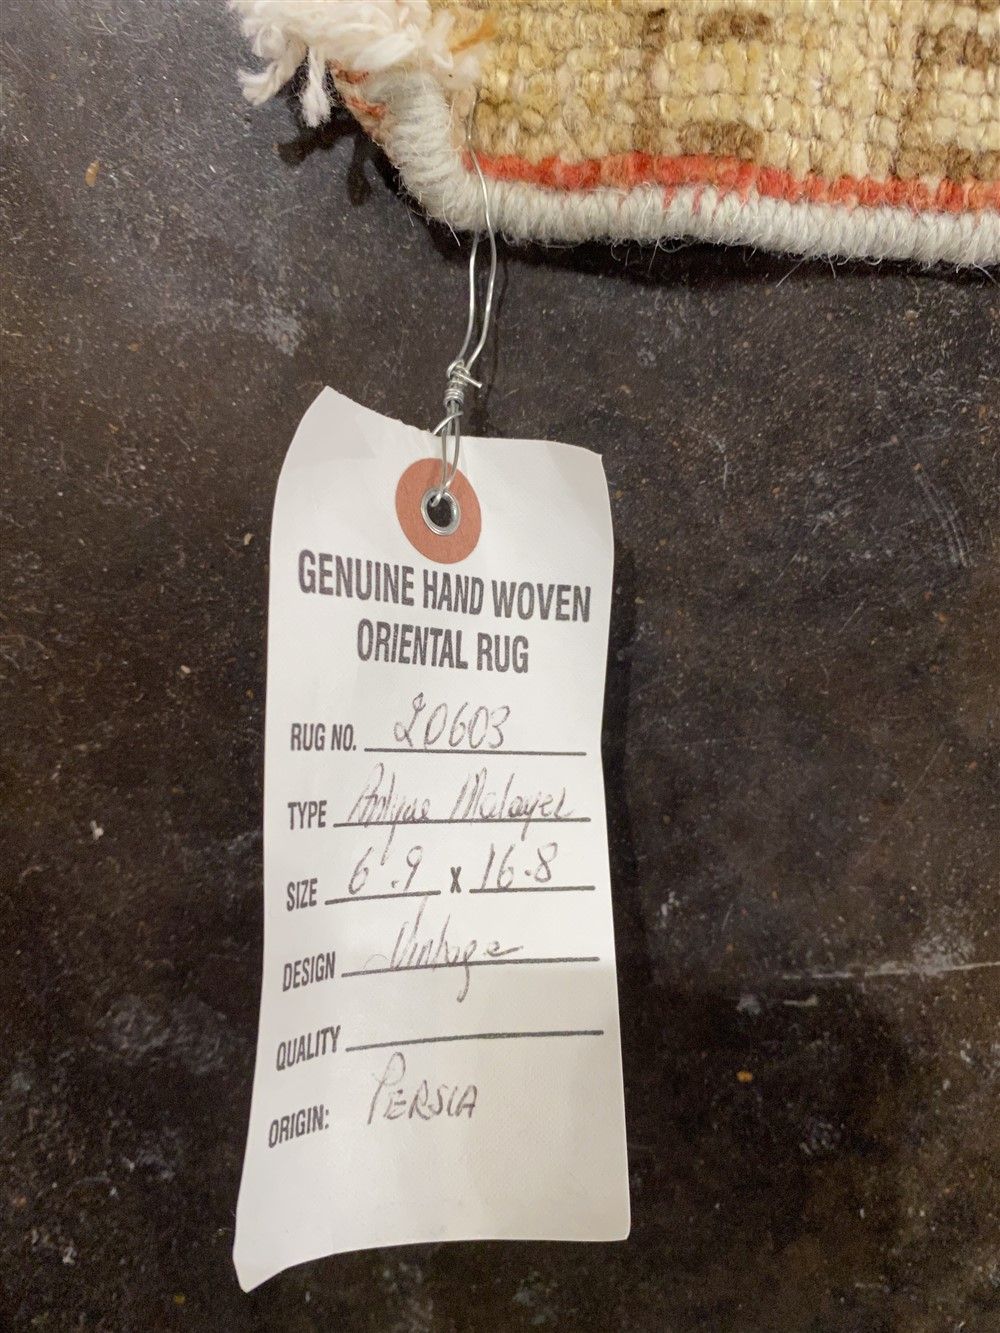 GENUINE HAND WOVEN
ORIENTAL RUG
RUG NO. 20603
TYPE Antique Malayer
SIZE 6.9 x 16.8
DESIGN Vintage
QUALITY
ORIGIN: PERSIA